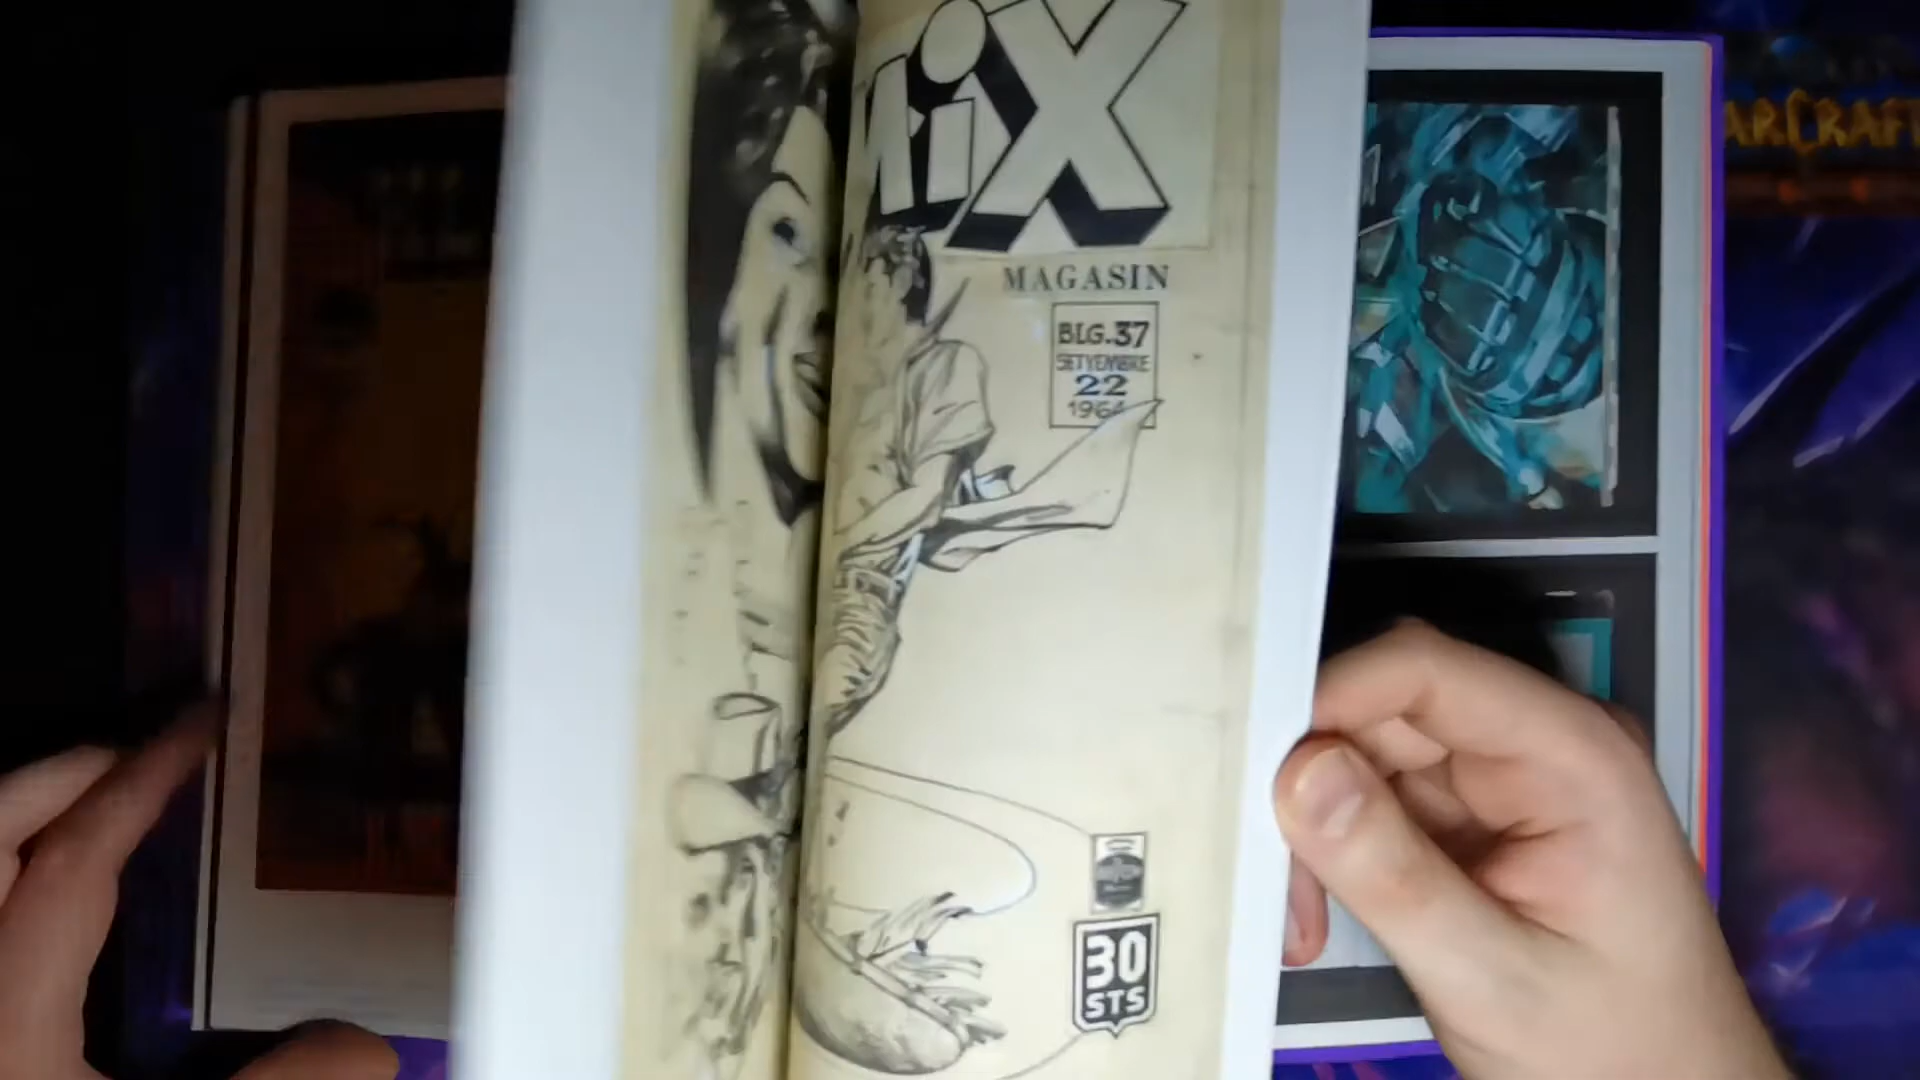 MiX
MAGASIN
BLG.37
SETYEMBRE
22
1964
30
STS
ARCRAFT